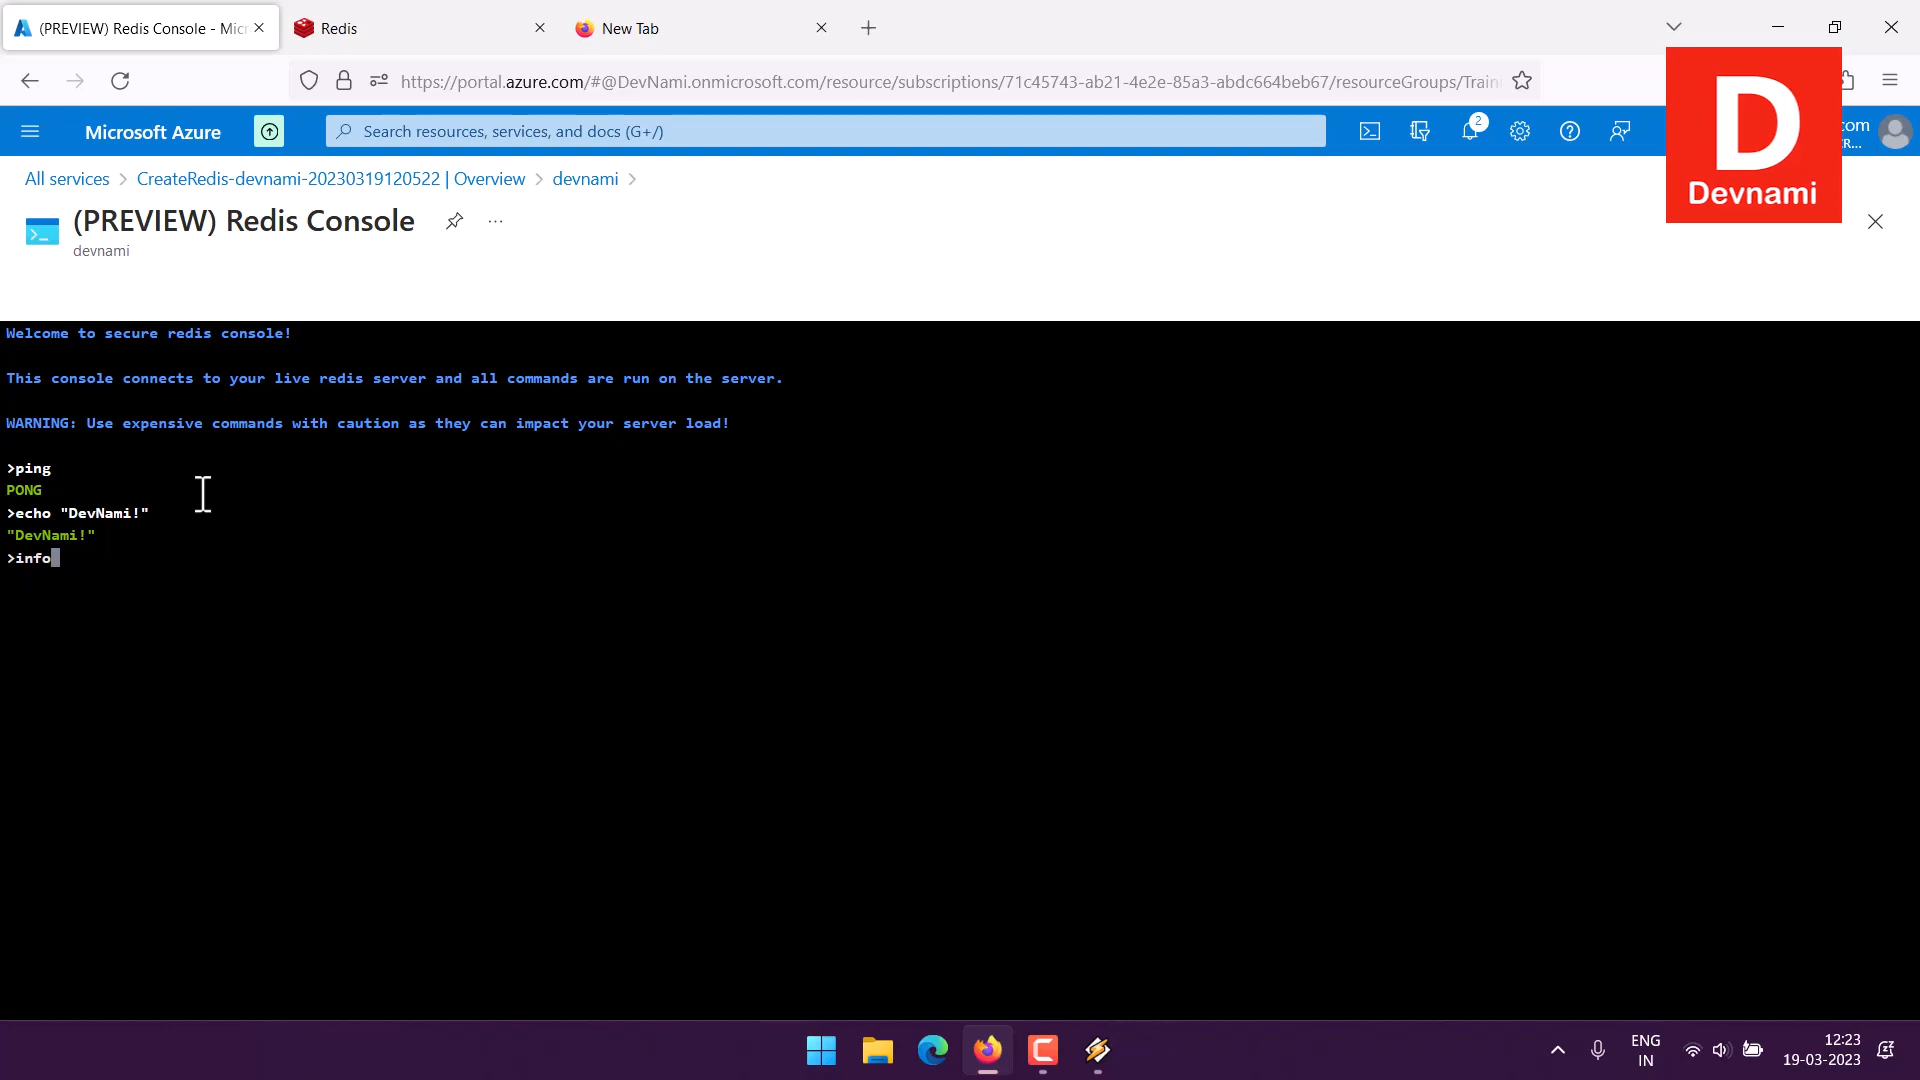 (PREVIEW) Redis Console - Micr
Redis
New Tab
https://portal.azure.com/#@DevNami.onmicrosoft.com/resource/subscriptions/71c45743-ab21-4e2e-85a3-abdc664beb67/resourceGroups/Train
Microsoft Azure
Search resources, services, and docs (G+/)
2
com
R...
D
Devnami
All services > CreateRedis-devnami-20230319120522 | Overview > devnami >
(PREVIEW) Redis Console
...
devnami
Welcome to secure redis console!
This console connects to your live redis server and all commands are run on the server.
WARNING: Use expensive commands with caution as they can impact your server load!
>ping
PONG
>echo "DevNami!"
"DevNami!"
>info
ENG
IN
12:23
19-03-2023